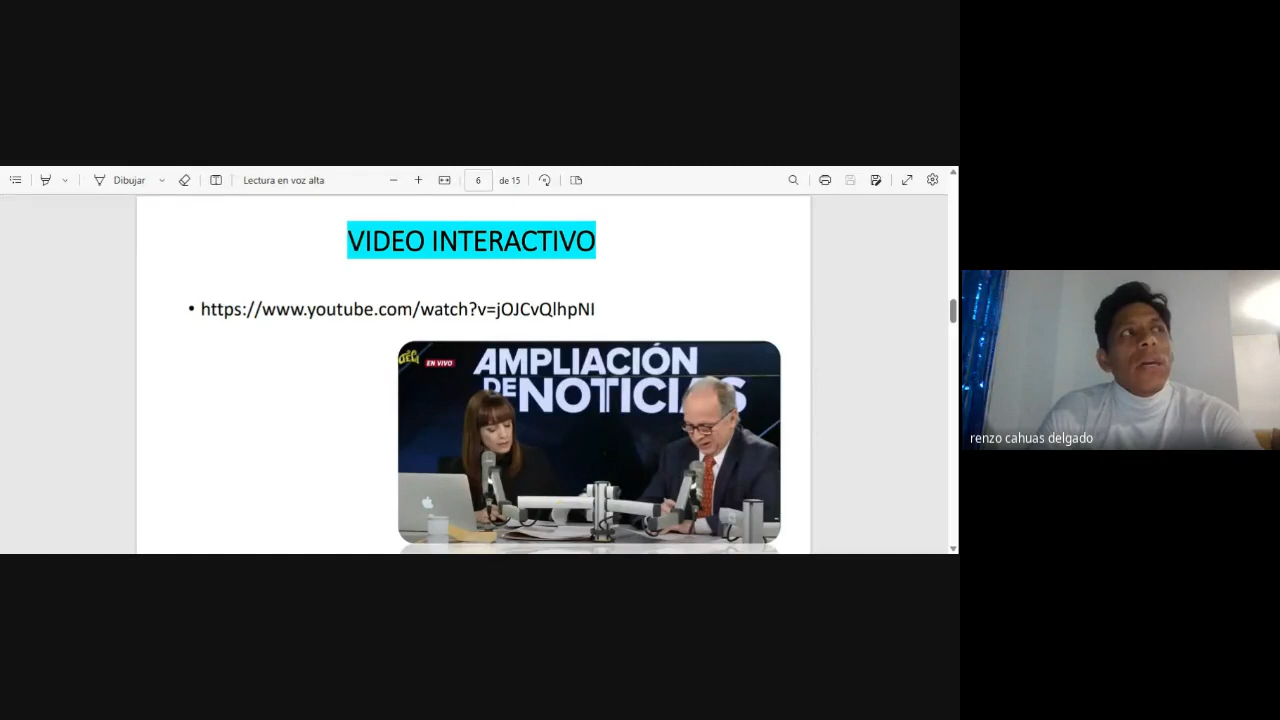 Dibujar
Lectura en voz alta
6
de 15
VIDEO INTERACTIVO
• https://www.youtube.com/watch?v=jOJCvQlhpNI
EN VIVO
AMPLIACIÓN
DE NOTICIAS
renzo cahuas delgado